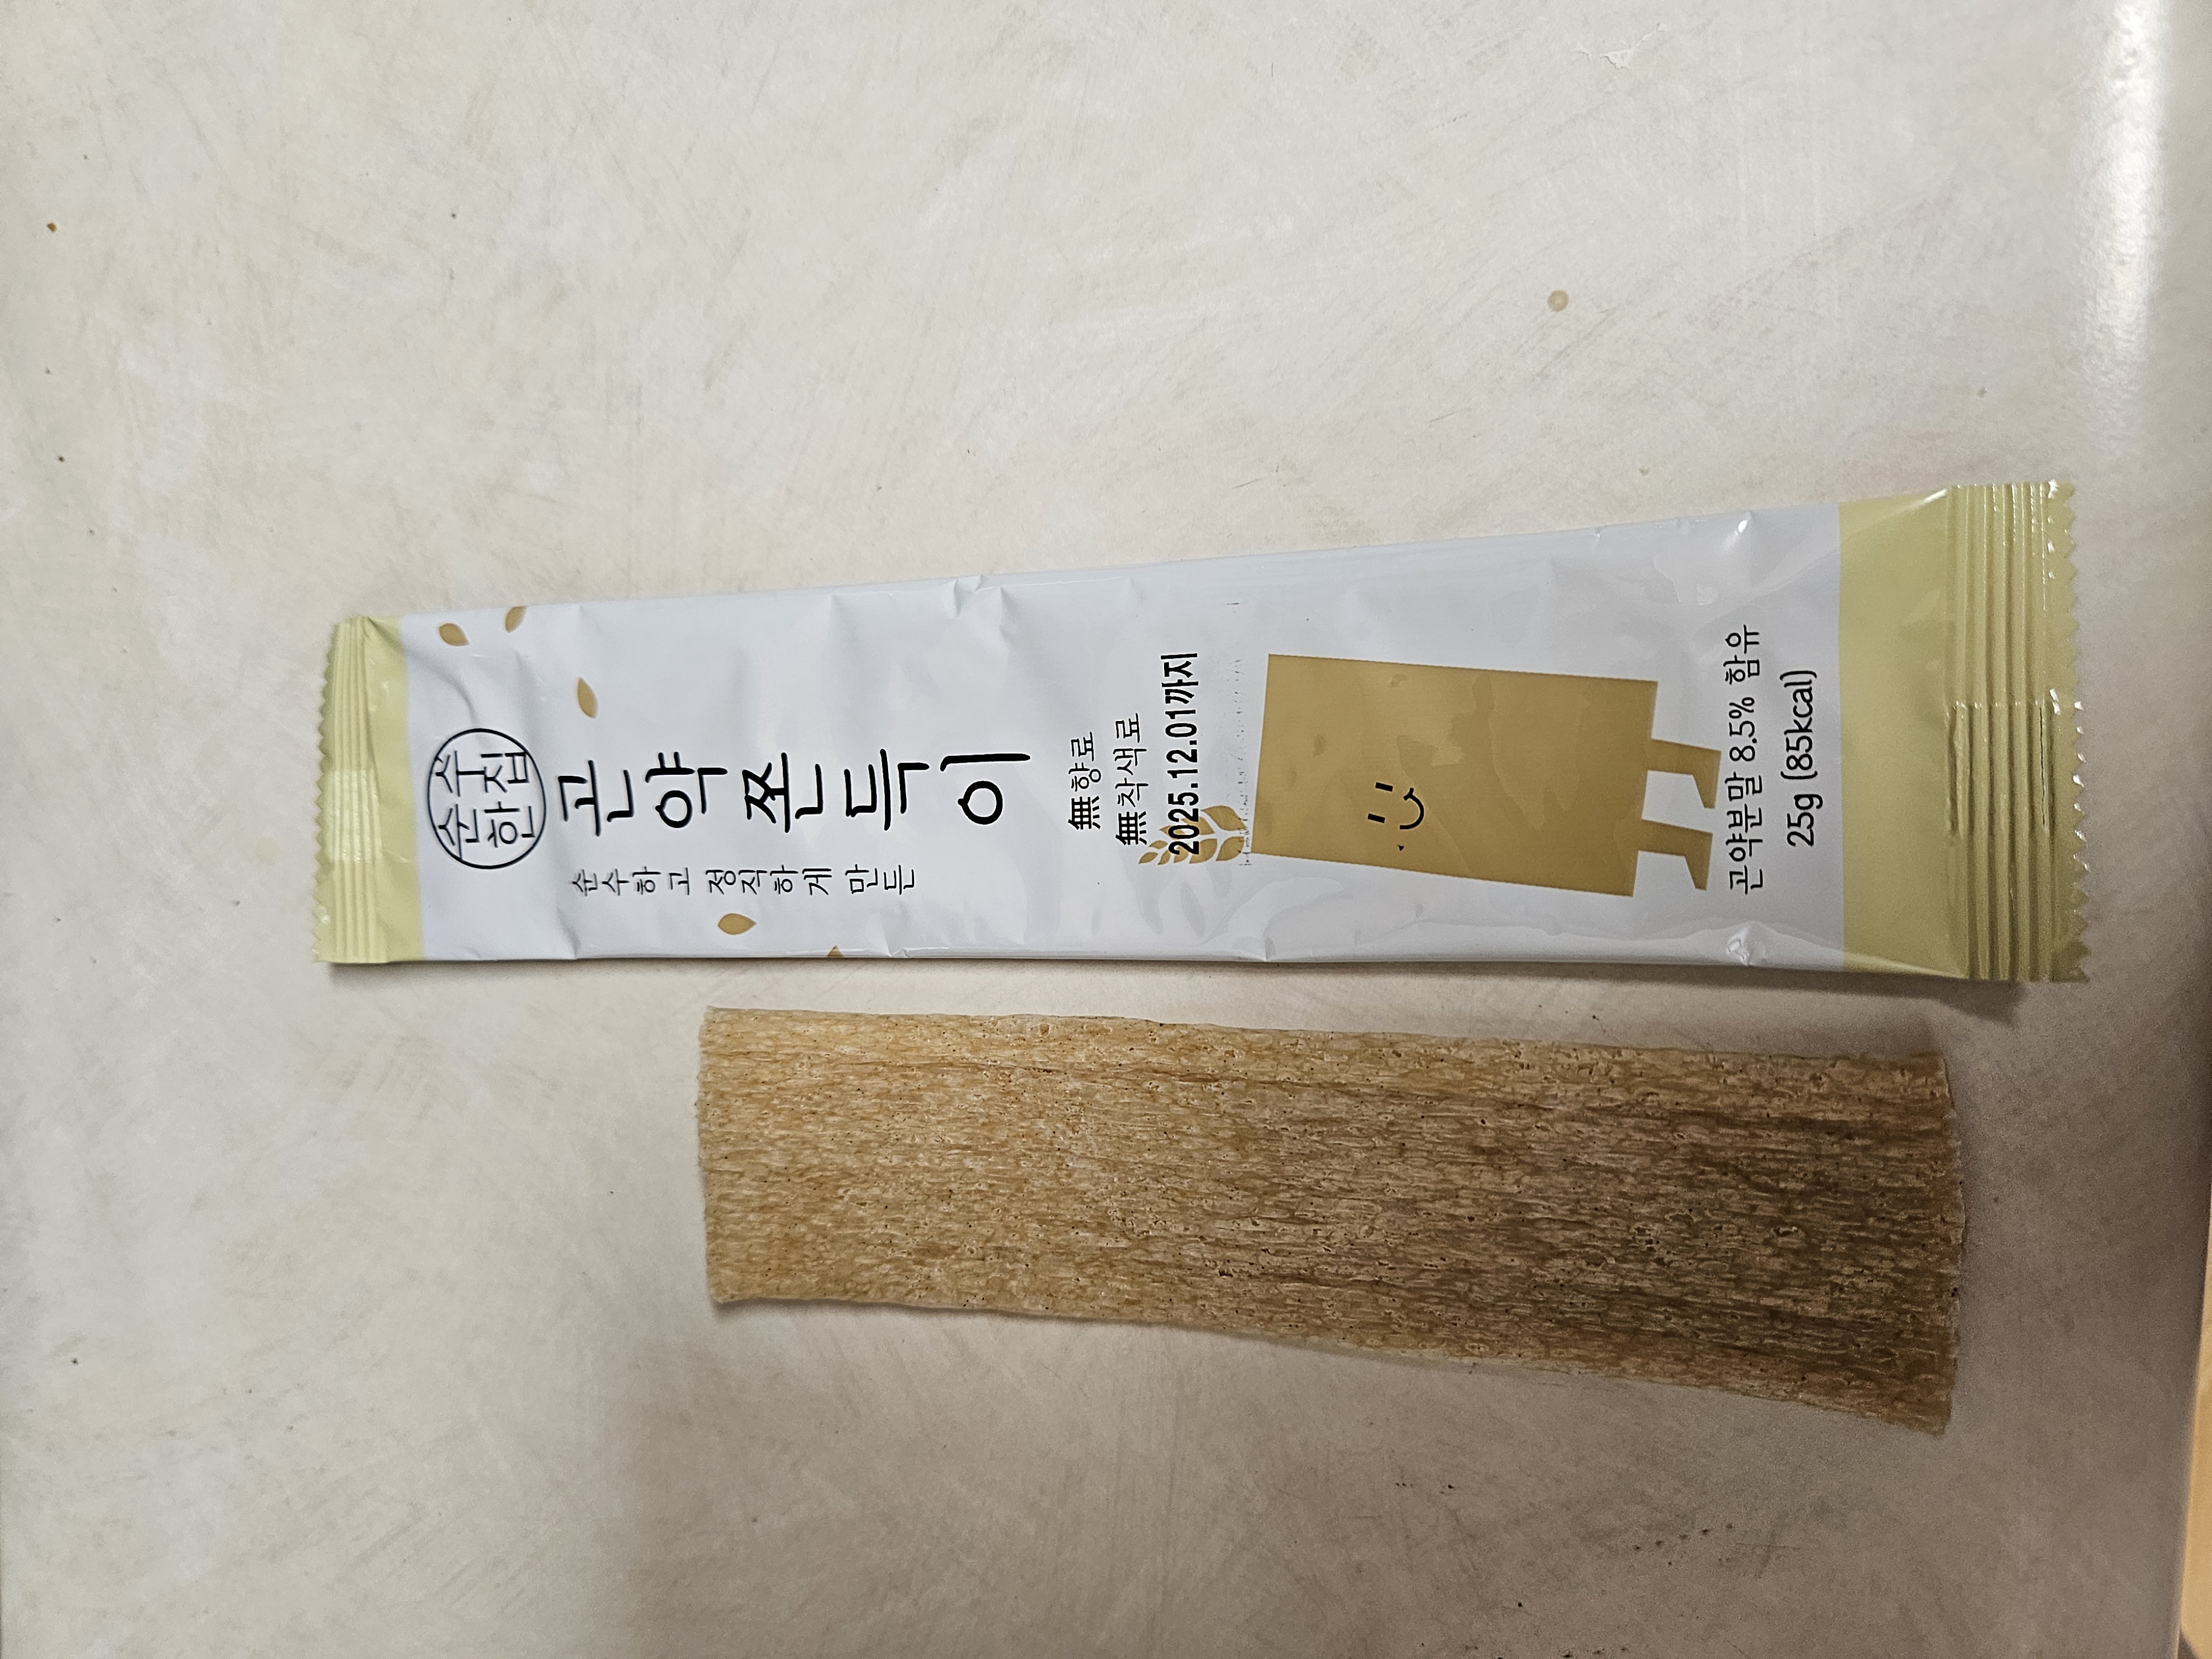 순수
한집
순수하고 정직하게 만든
곤약쫀득이
無향료
無착색료
2025.12.01까지
곤약분말 8.5% 함유
25g (85kcal)